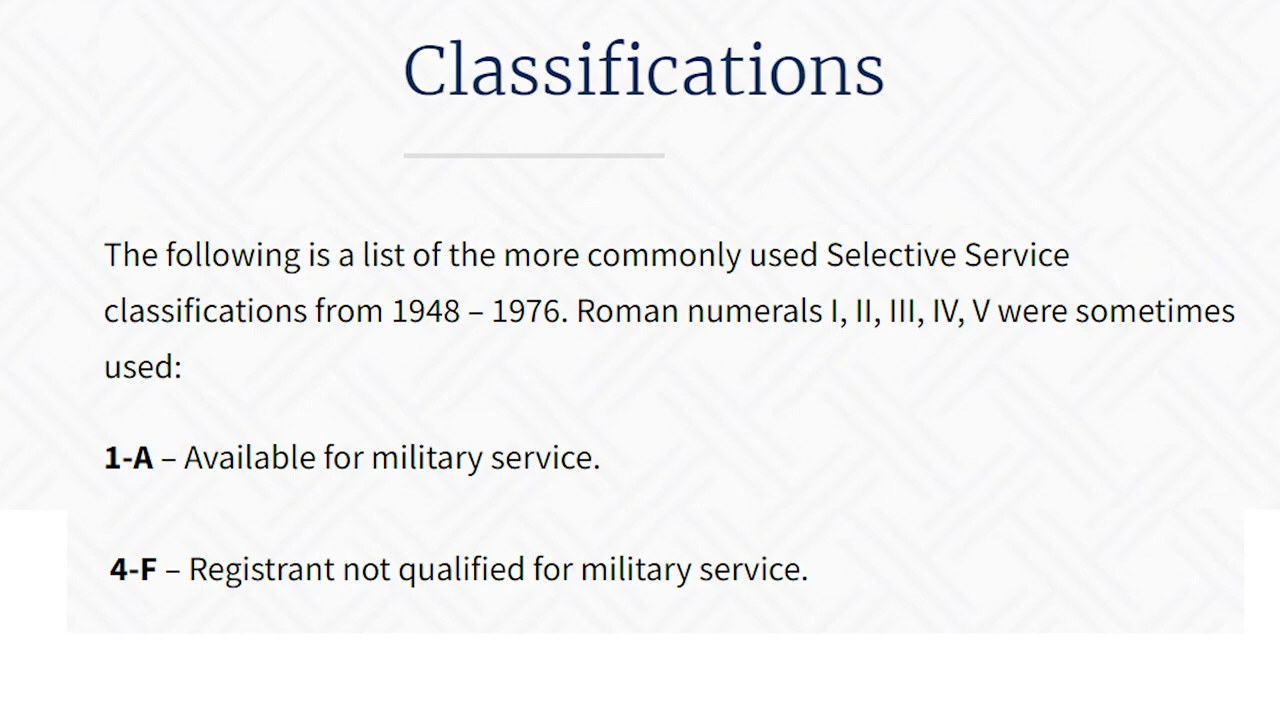 Classifications
The following is a list of the more commonly used Selective Service
classifications from 1948 – 1976. Roman numerals I, II, III, IV, V were sometimes
used:
1-A – Available for military service.
4-F – Registrant not qualified for military service.